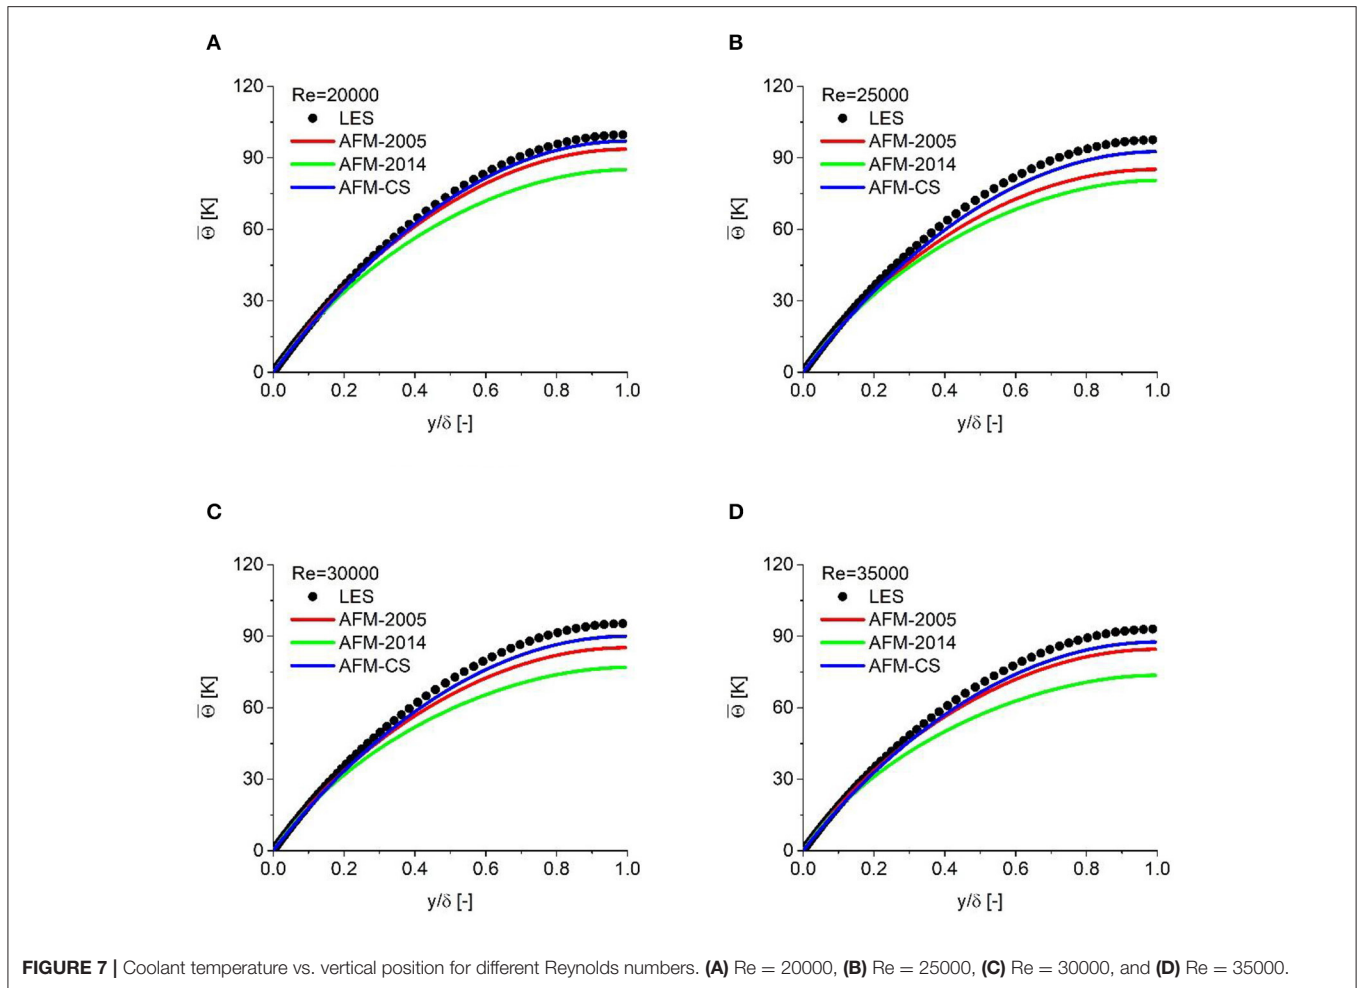 A
Re=20000
LES
AFM-2005
AFM-2014
AFM-CS
120
90
60
30
0
Θ̅ [K]
0.0 0.2 0.4 0.6 0.8 1.0
y/δ [-]
B
Re=25000
LES
AFM-2005
AFM-2014
AFM-CS
120
90
60
30
0
Θ̅ [K]
0.0 0.2 0.4 0.6 0.8 1.0
y/δ [-]
C
Re=30000
LES
AFM-2005
AFM-2014
AFM-CS
120
90
60
30
0
Θ̅ [K]
0.0 0.2 0.4 0.6 0.8 1.0
y/δ [-]
D
Re=35000
LES
AFM-2005
AFM-2014
AFM-CS
120
90
60
30
0
Θ̅ [K]
0.0 0.2 0.4 0.6 0.8 1.0
y/δ [-]
FIGURE 7 | Coolant temperature vs. vertical position for different Reynolds numbers. (A) Re = 20000, (B) Re = 25000, (C) Re = 30000, and (D) Re = 35000.